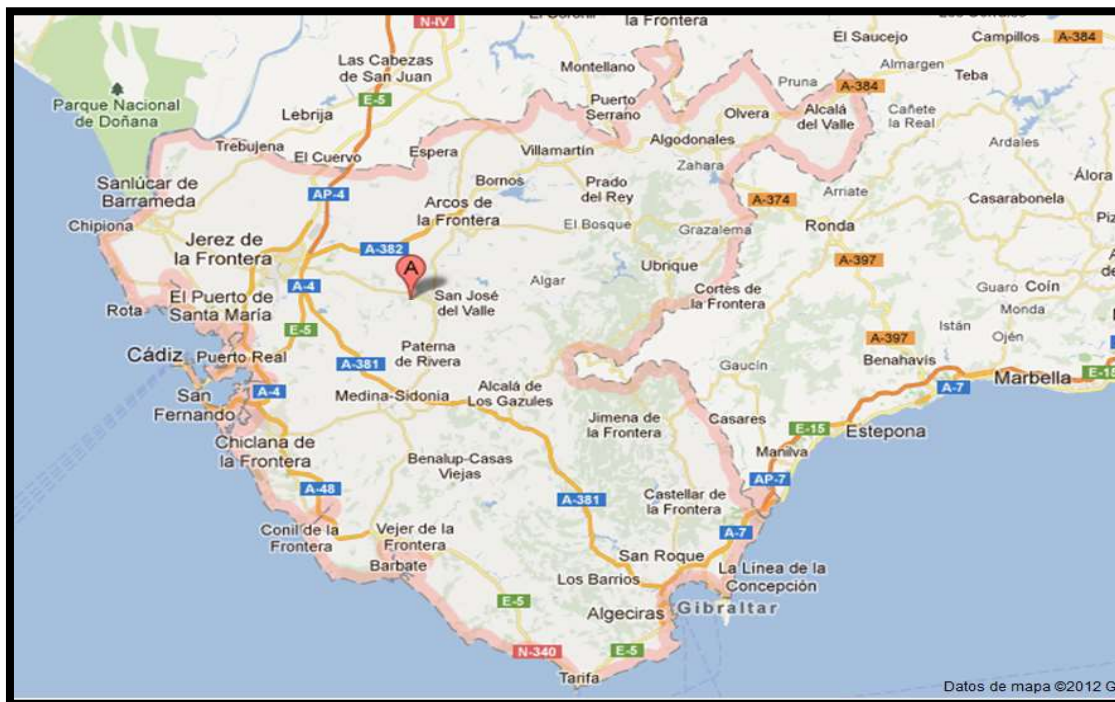 N-IV
la Frontera
El Saucejo
Campillos
A-384
Las Cabezas
de San Juan
Montellano
Almargen
Teba
Pruna
A-384
Parque Nacional
de Doñana
E-5
Puerto
Serrano
Olvera
Alcalá
del Valle
Cañete
la Real
Lebrija
Ardales
Trebujena
El Cuervo
Espera
Villamartín
Algodonales
Zahara
Álora
Sanlúcar de
Barrameda
AP-4
Bornos
Prado
del Rey
Arriate
A-374
Casarabonela
Chipiona
Arcos de
la Frontera
El Bosque
Grazalema
Ronda
Jerez de
la Frontera
A-382
A
Ubrique
A-397
Algar
A-4
San José
del Valle
Cortes de
la Frontera
Guaro
Coín
Monda
Rota
El Puerto de
Santa María
E-5
Istán
Ojén
Cádiz
Puerto Real
Paterna
de Rivera
A-397
Benahavís
A-381
Gaucín
Marbella
E-15
A-4
San
Fernando
Medina-Sidonia
Alcalá de
Los Gazules
A-7
Jimena de
la Frontera
Casares
E-15
Estepona
Chiclana de
la Frontera
Benalup-Casas
Viejas
Manilva
AP-7
A-48
A-381
Castellar de
la Frontera
Conil de la
Frontera
Vejer de la
Frontera
A-7
Barbate
San Roque
Los Barrios
La Línea de la
Concepción
E-5
Algeciras
Gibraltar
N-340
E-5
Tarifa
Datos de mapa ©2012 G